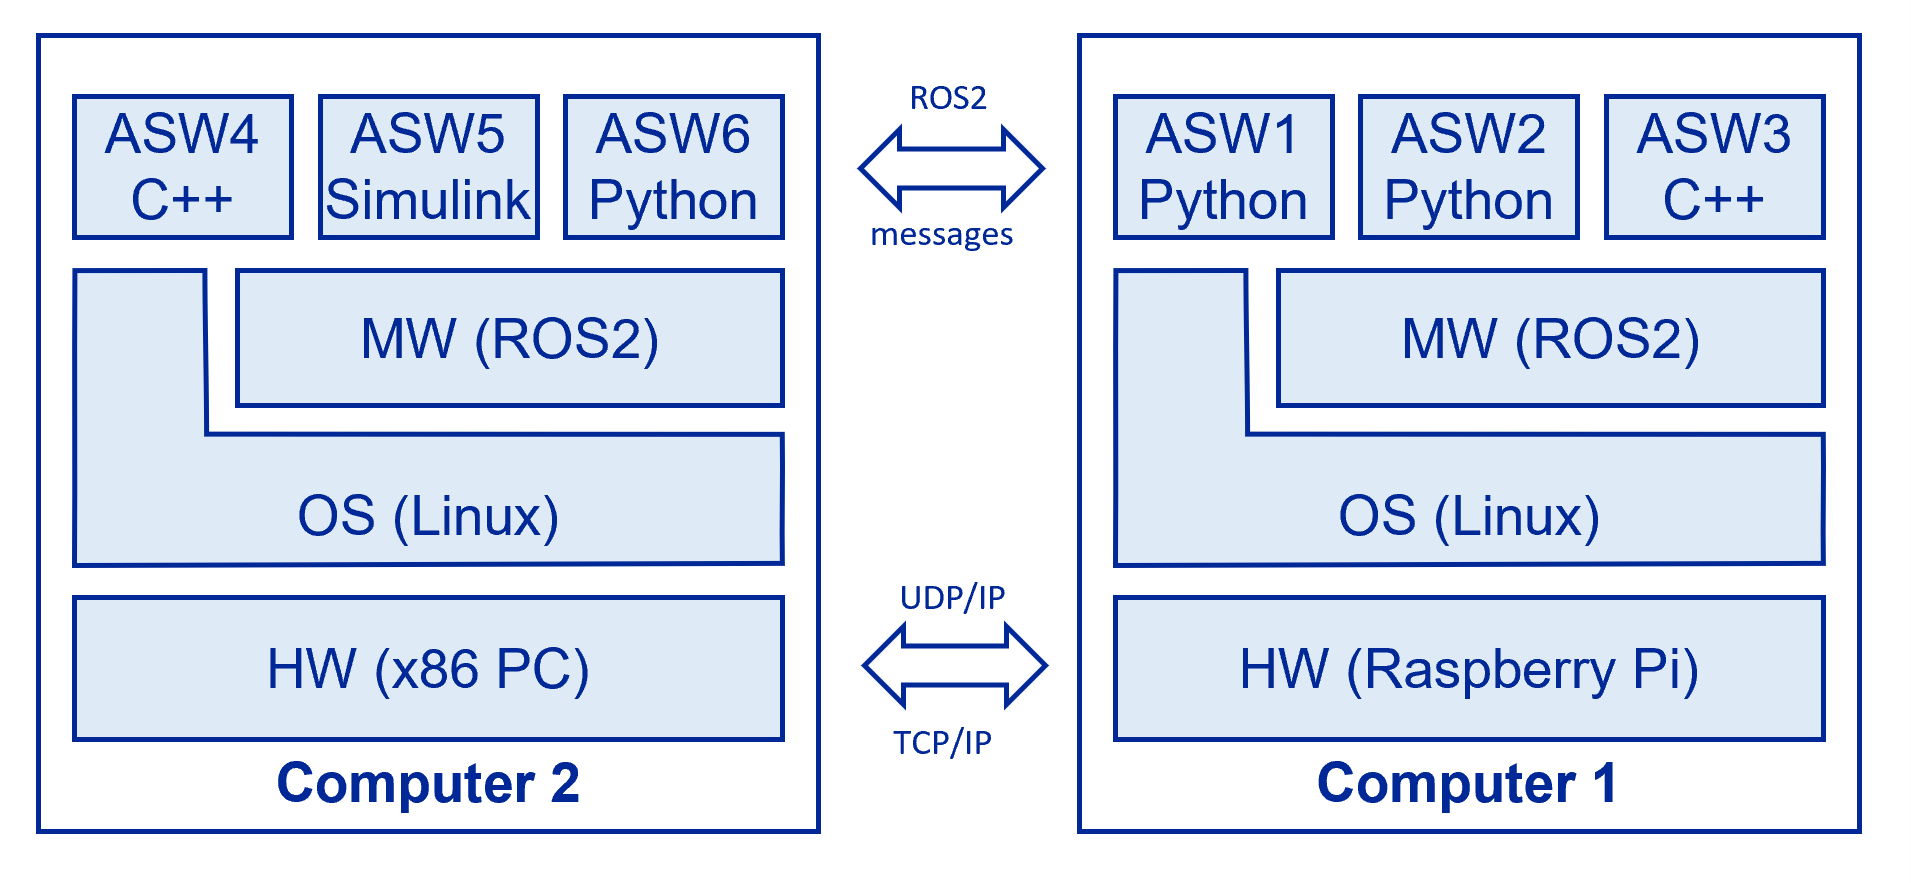 ASW4
C++
ASW5
Simulink
ASW6
Python
MW (ROS2)
OS (Linux)
HW (x86 PC)
Computer 2
ROS2
messages
UDP/IP
TCP/IP
ASW1
Python
ASW2
Python
ASW3
C++
MW (ROS2)
OS (Linux)
HW (Raspberry Pi)
Computer 1